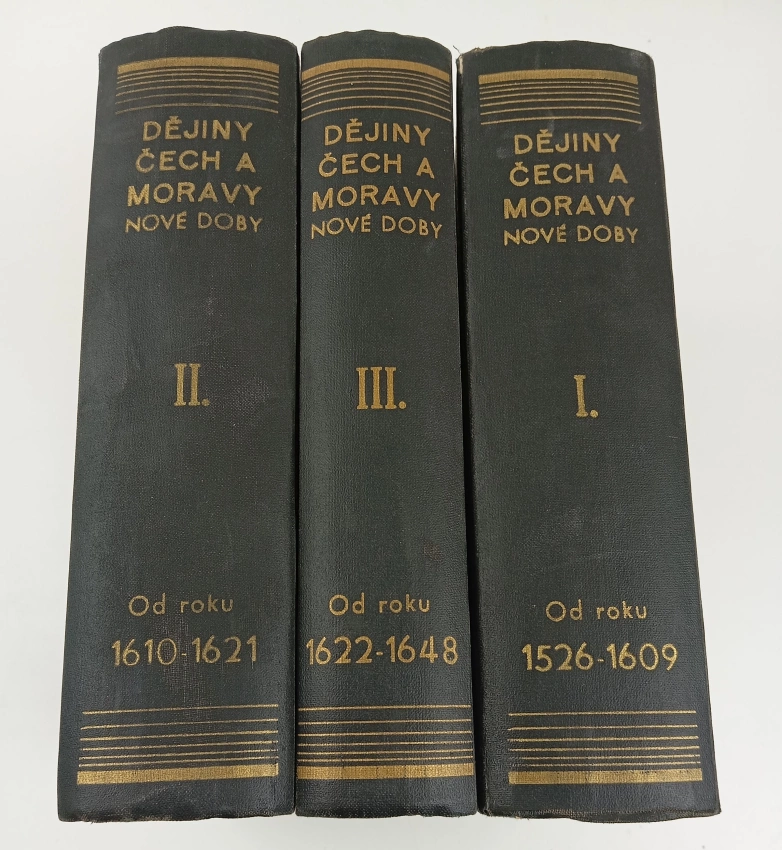 DĚJINY
ČECH A
MORAVY
NOVÉ DOBY
II.
Od roku
1610-1621
DĚJINY
ČECH A
MORAVY
NOVÉ DOBY
III.
Od roku
1622-1648
DĚJINY
ČECH A
MORAVY
NOVÉ DOBY
I.
Od roku
1526-1609